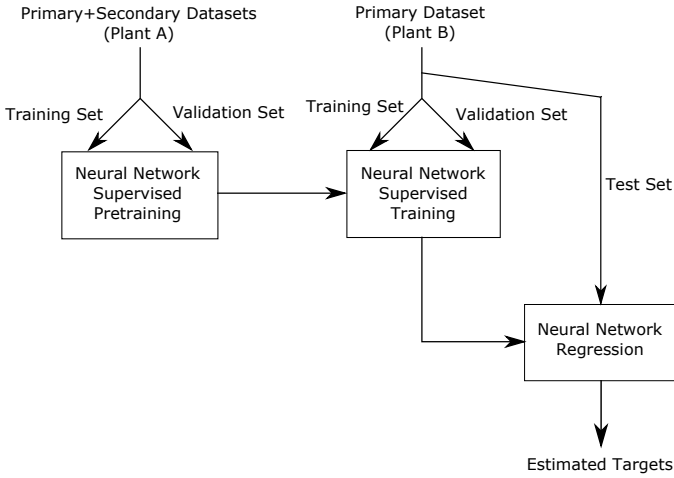 Primary+Secondary Datasets
(Plant A)
Primary Dataset
(Plant B)
Training Set
Validation Set
Training Set
Validation Set
Neural Network
Supervised
Pretraining
Neural Network
Supervised
Training
Test Set
Neural Network
Regression
Estimated Targets